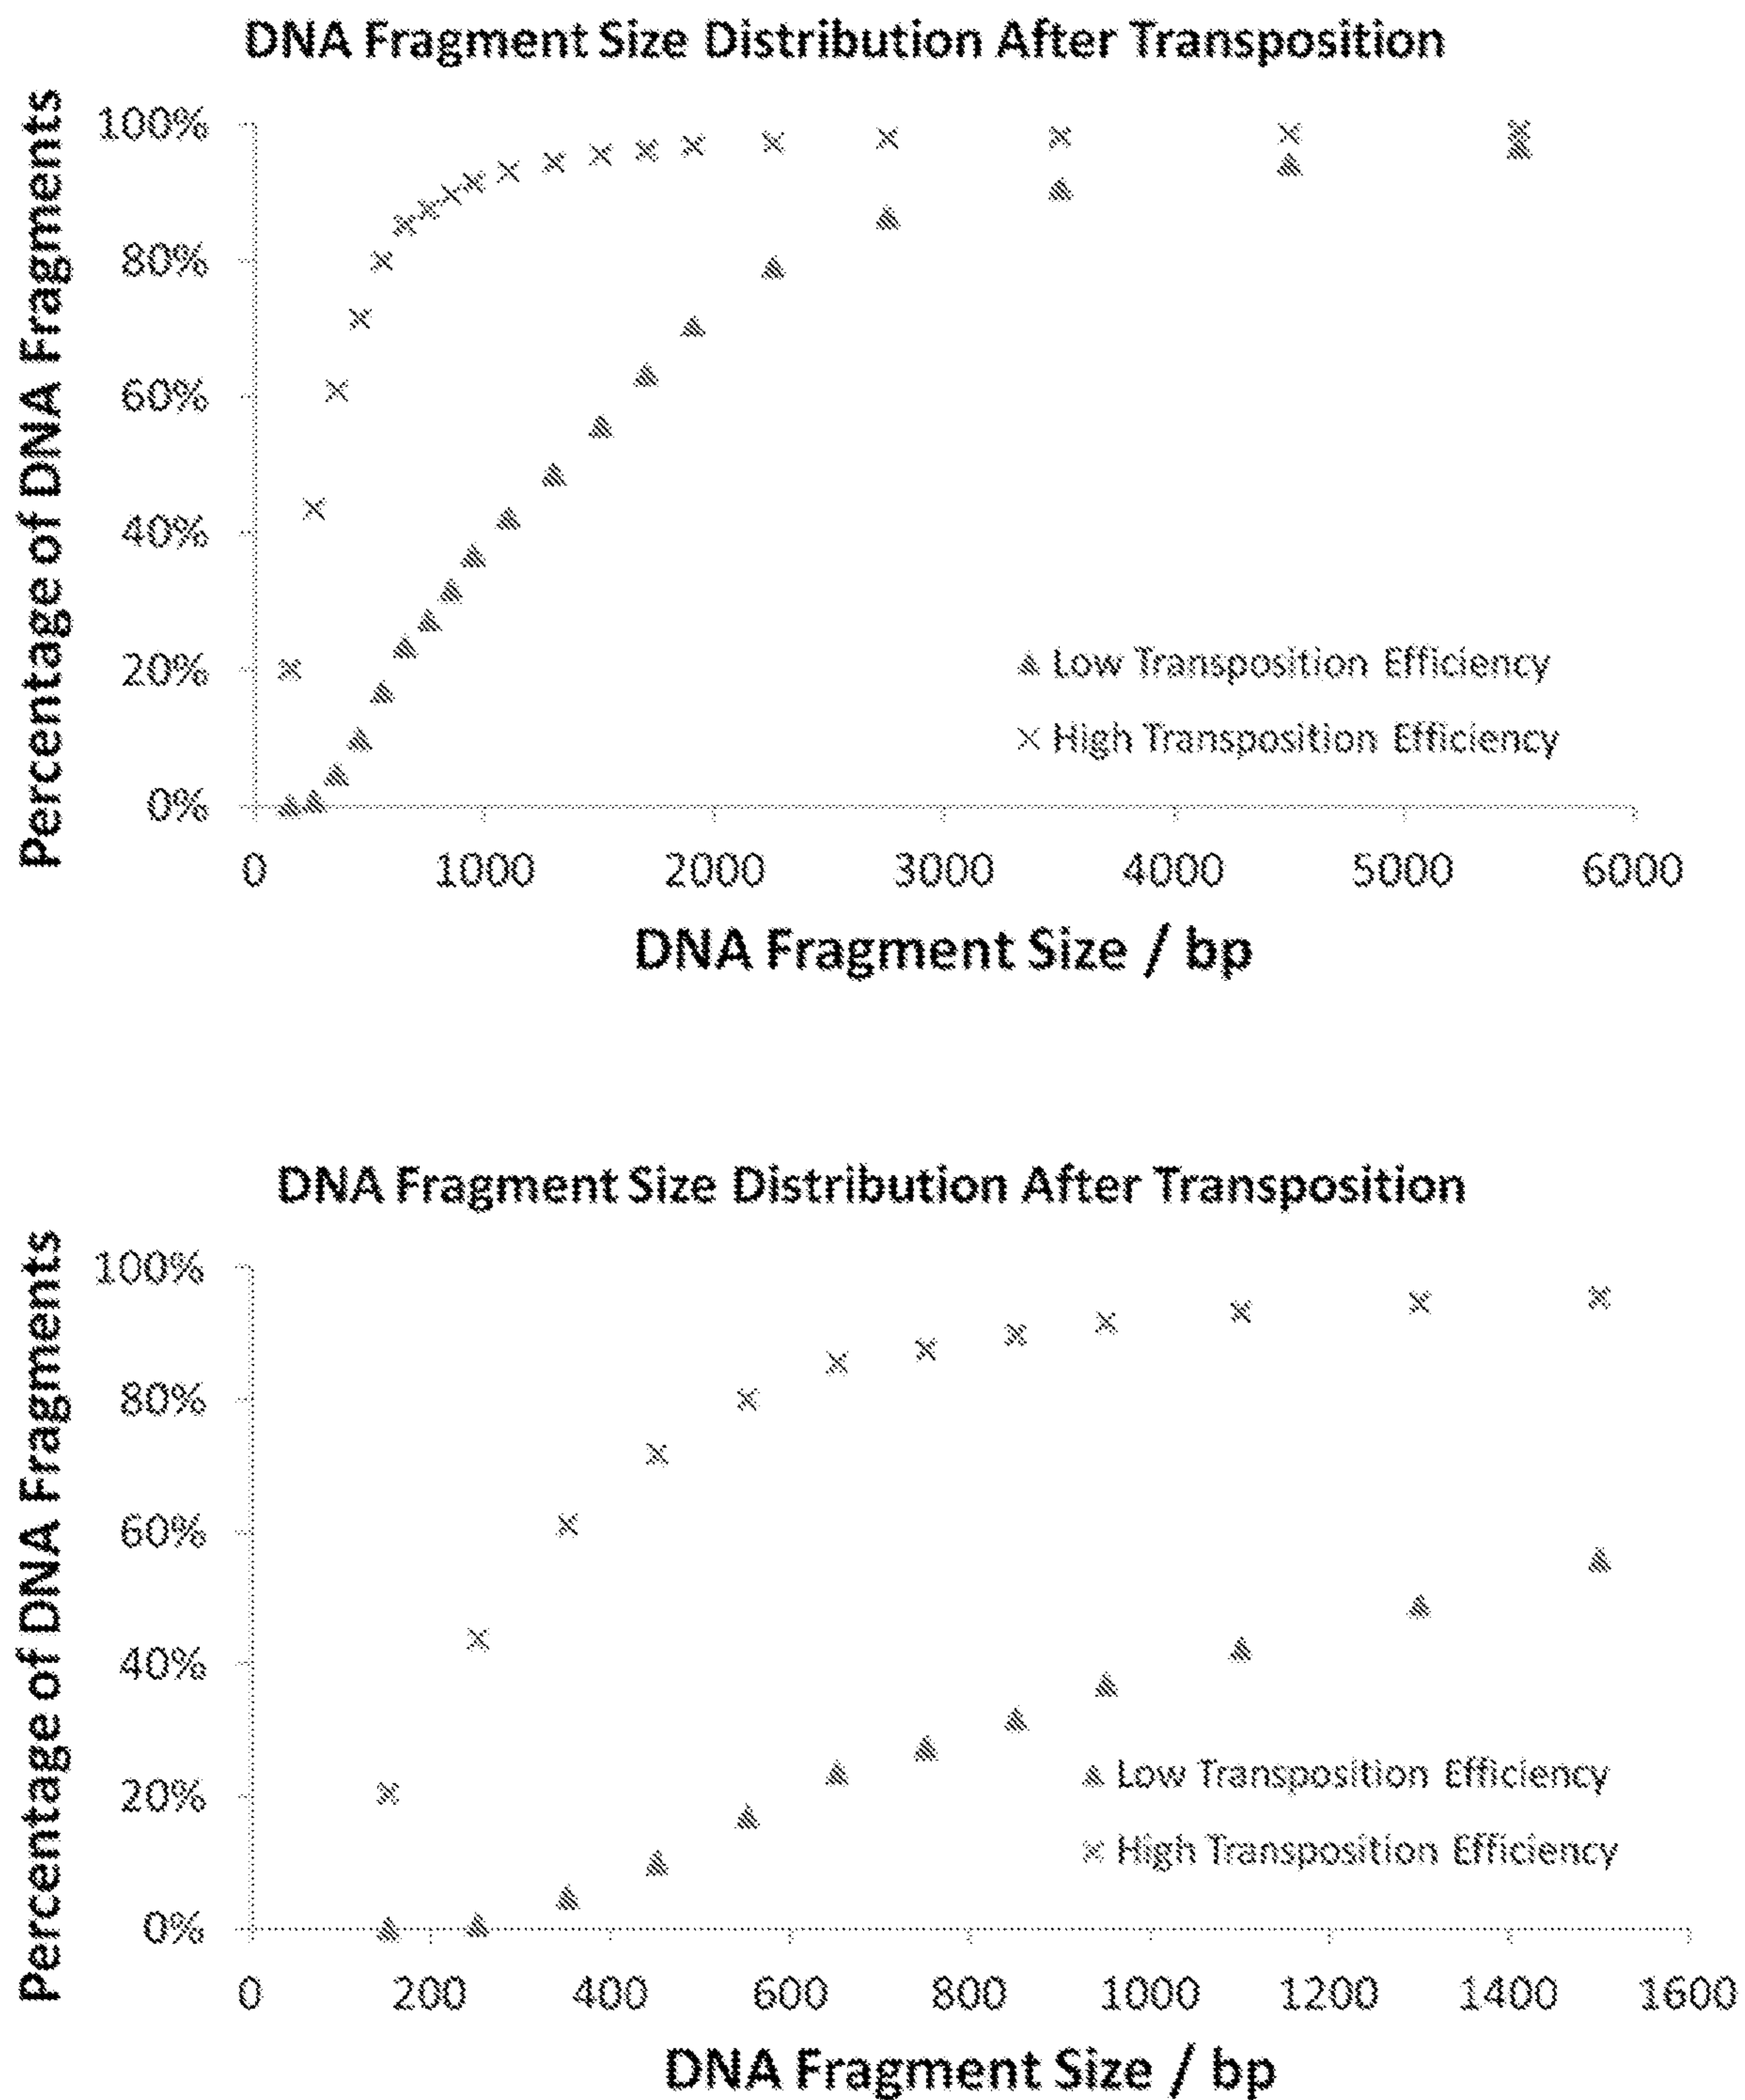 DNA Fragment Size Distribution After Transposition
Percentage of DNA Fragments
100%
80%
60%
40%
20%
0%
Low Transposition Efficiency
High Transposition Efficiency
0 1000 2000 3000 4000 5000 6000
DNA Fragment Size / bp
DNA Fragment Size Distribution After Transposition
Percentage of DNA Fragments
100%
80%
60%
40%
20%
0%
Low Transposition Efficiency
High Transposition Efficiency
0 200 400 600 800 1000 1200 1400 1600
DNA Fragment Size / bp